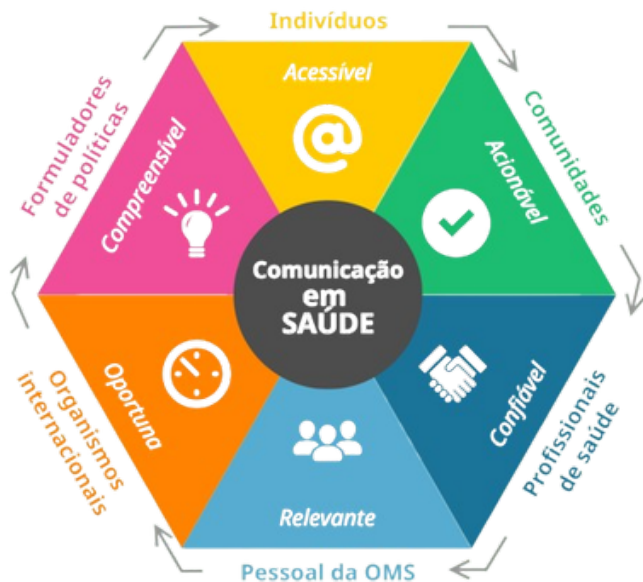 Indivíduos
Acessível
@
Comunidades
Acionável
Profissionais
de saúde
Confiável
Pessoal da OMS
Relevante
Organismos
internacionais
Oportuna
Formuladores
de políticas
Compreensível
Comunicação
em
SAÚDE